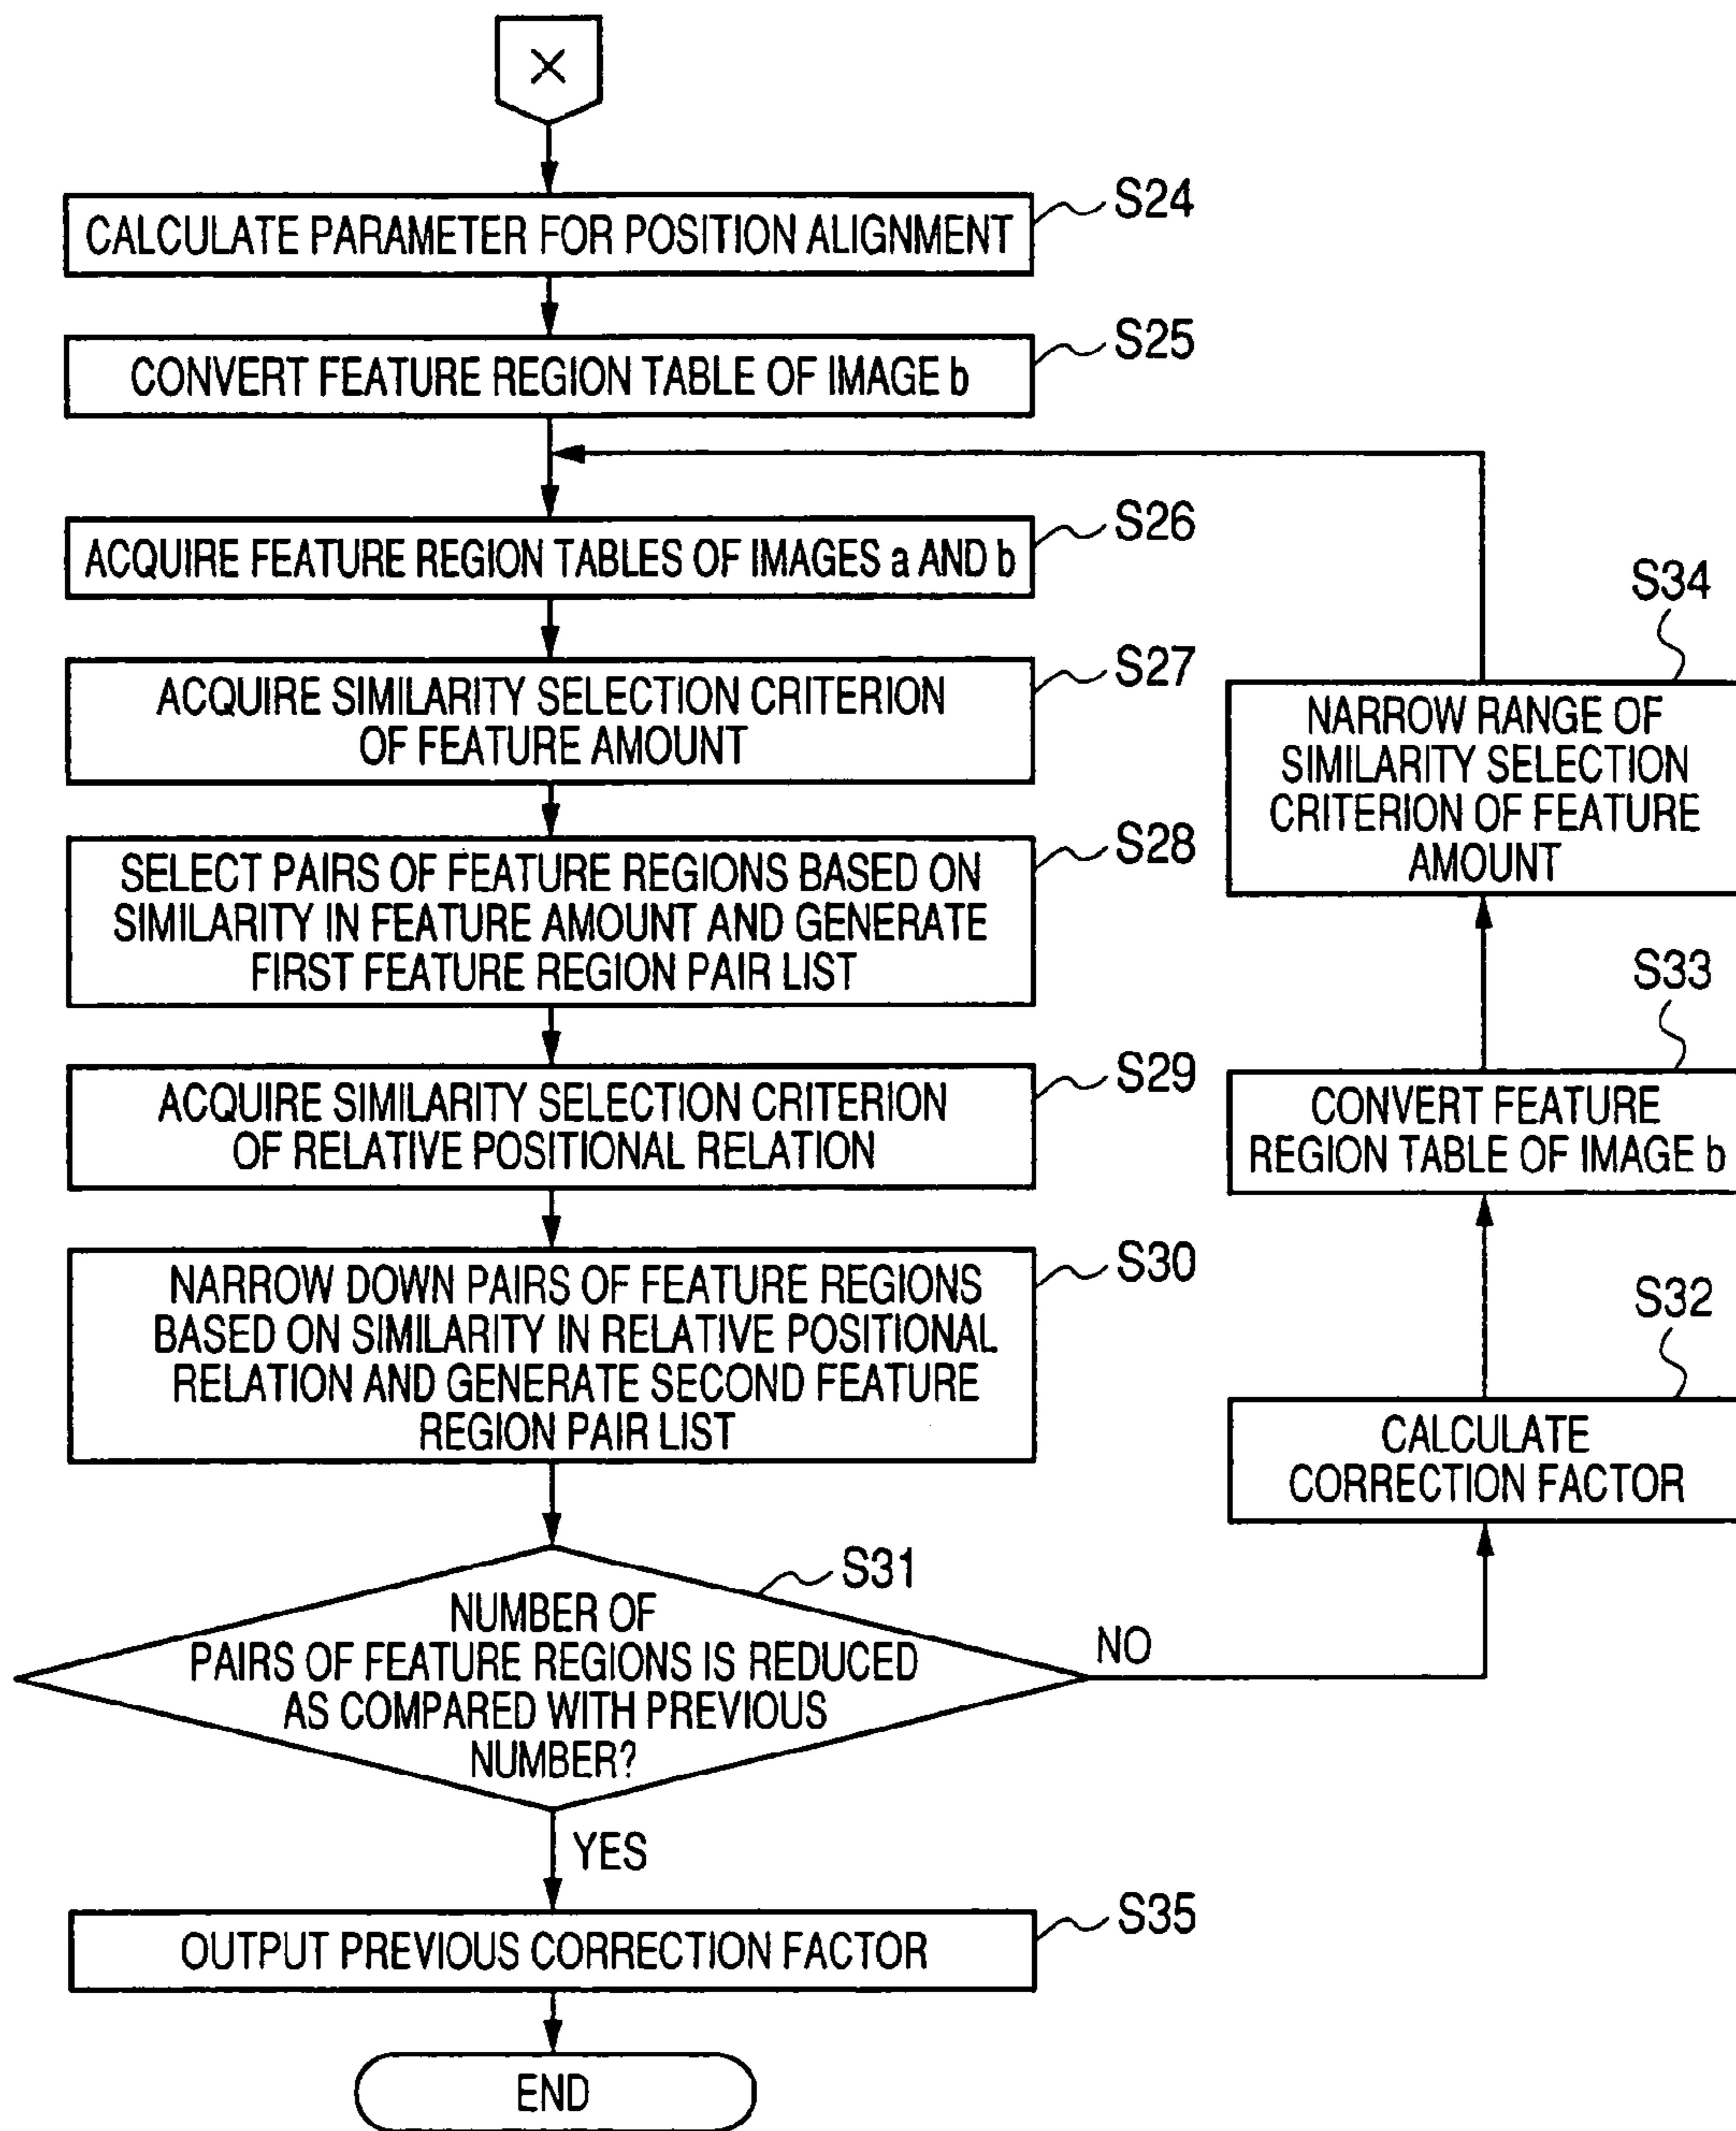 X
CALCULATE PARAMETER FOR POSITION ALIGNMENT
S24
CONVERT FEATURE REGION TABLE OF IMAGE b
S25
ACQUIRE FEATURE REGION TABLES OF IMAGES a AND b
S26
ACQUIRE SIMILARITY SELECTION CRITERION
OF FEATURE AMOUNT
S27
SELECT PAIRS OF FEATURE REGIONS BASED ON
SIMILARITY IN FEATURE AMOUNT AND GENERATE
FIRST FEATURE REGION PAIR LIST
S28
ACQUIRE SIMILARITY SELECTION CRITERION
OF RELATIVE POSITIONAL RELATION
S29
NARROW DOWN PAIRS OF FEATURE REGIONS
BASED ON SIMILARITY IN RELATIVE POSITIONAL
RELATION AND GENERATE SECOND FEATURE
REGION PAIR LIST
S30
NUMBER OF
PAIRS OF FEATURE REGIONS IS REDUCED
AS COMPARED WITH PREVIOUS
NUMBER?
S31
NO
CALCULATE
CORRECTION FACTOR
S32
CONVERT FEATURE
REGION TABLE OF IMAGE b
S33
NARROW RANGE OF
SIMILARITY SELECTION
CRITERION OF FEATURE
AMOUNT
S34
YES
OUTPUT PREVIOUS CORRECTION FACTOR
S35
END